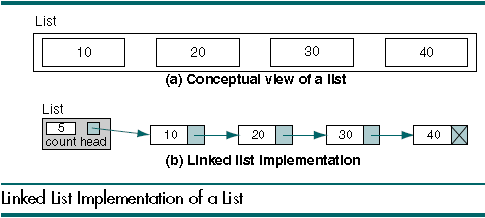 List
10 20 30 40
(a) Conceptual view of a list
List
5
10 20 30 40
count head
(b) Linked list implementation
Linked List Implementation of a List